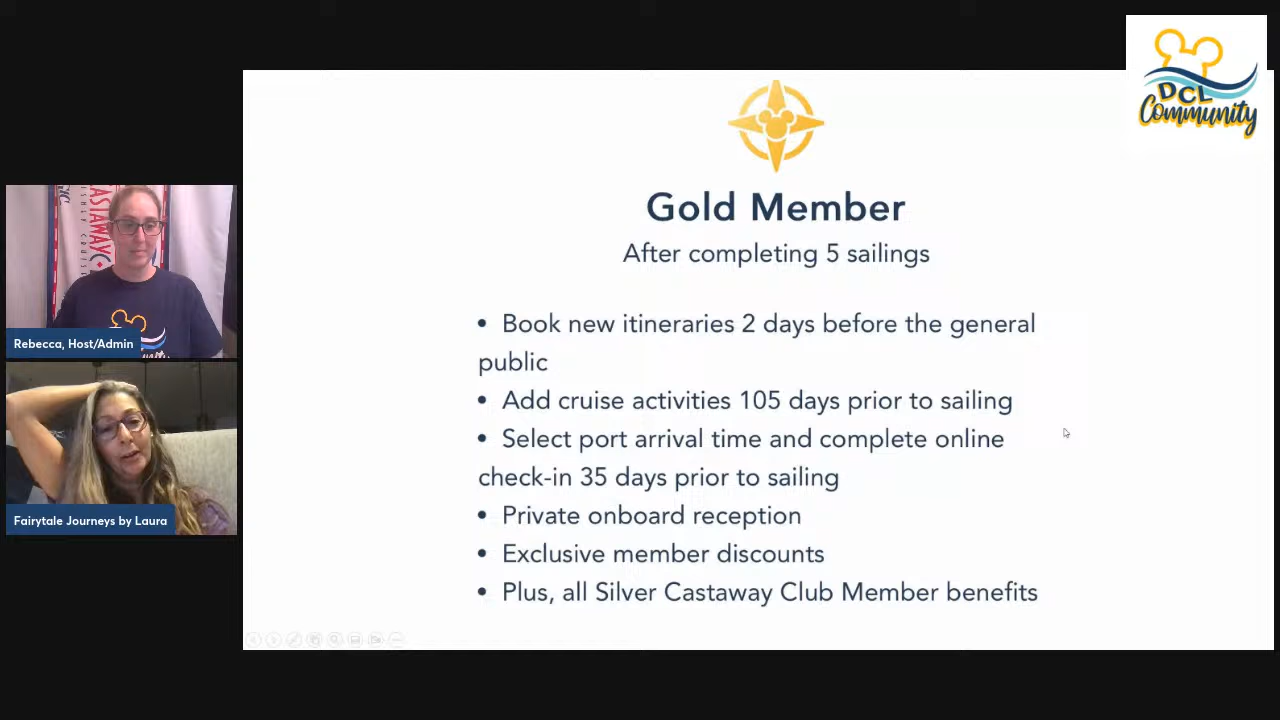 DCL
Community
Gold Member
After completing 5 sailings
• Book new itineraries 2 days before the general
public
• Add cruise activities 105 days prior to sailing
• Select port arrival time and complete online
check-in 35 days prior to sailing
• Private onboard reception
• Exclusive member discounts
• Plus, all Silver Castaway Club Member benefits
Rebecca, Host/Admin
Fairytale Journeys by Laura